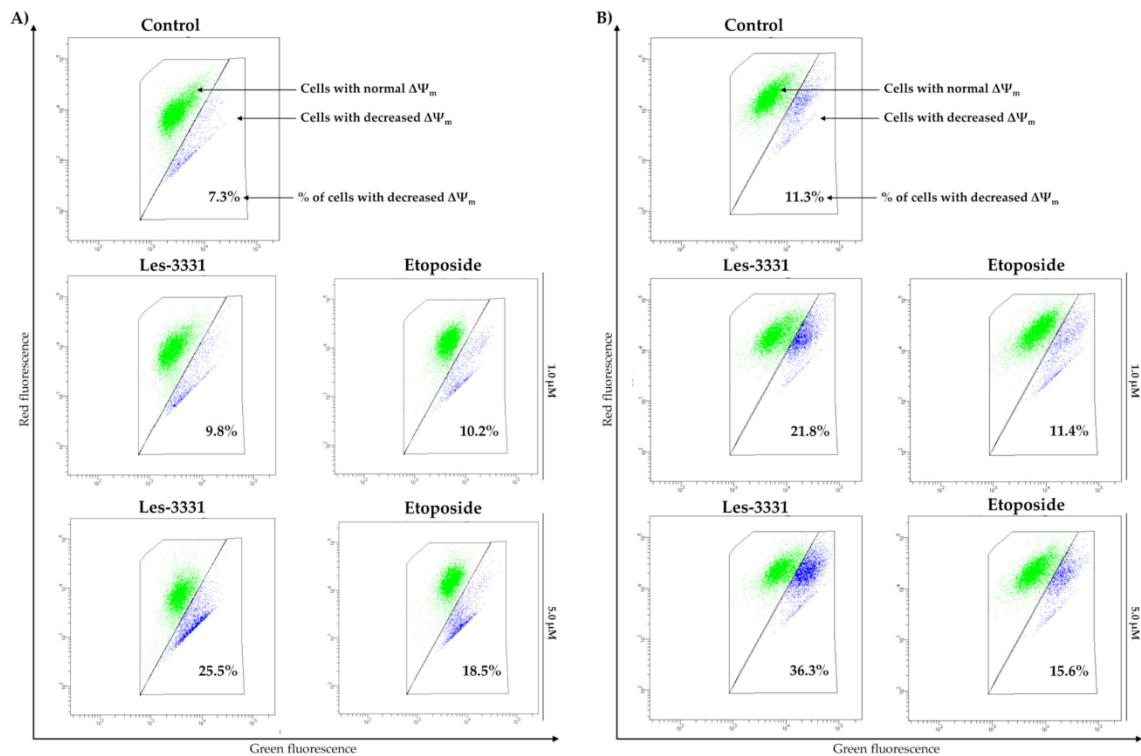 A)
Control
Cells with normal ΔΨm
Cells with decreased ΔΨm
7.3%
% of cells with decreased ΔΨm
Les-3331
Etoposide
9.8%
10.2%
1.0 µM
Les-3331
Etoposide
25.5%
18.5%
5.0 µM
Red fluorescence
Green fluorescence
B)
Control
Cells with normal ΔΨm
Cells with decreased ΔΨm
11.3%
% of cells with decreased ΔΨm
Les-3331
Etoposide
21.8%
11.4%
1.0 µM
Les-3331
Etoposide
36.3%
15.6%
5.0 µM
Red fluorescence
Green fluorescence